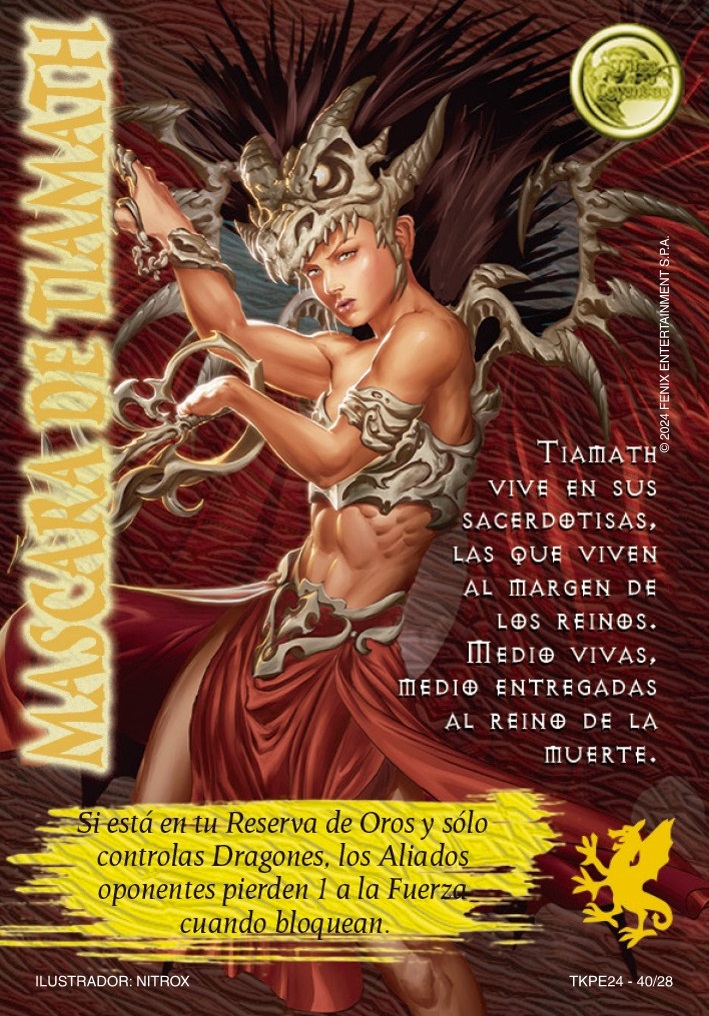 MASCARA DE TIAMATH
Mitos
y
Leyendas
© 2024 FENIX ENTERTAINMENT S.P.A.
TIAMATH
VIVE EN SUS
SACERDOTISAS,
LAS QUE VIVEN
AL MARGEN DE
LOS REINOS.
MEDIO VIVAS,
MEDIO ENTREGADAS
AL REINO DE LA
MUERTE.
Si está en tu Reserva de Oros y sólo
controlas Dragones, los Aliados
oponentes pierden 1 a la Fuerza
cuando bloquean.
ILUSTRADOR: NITROX
TKPE24 - 40/28